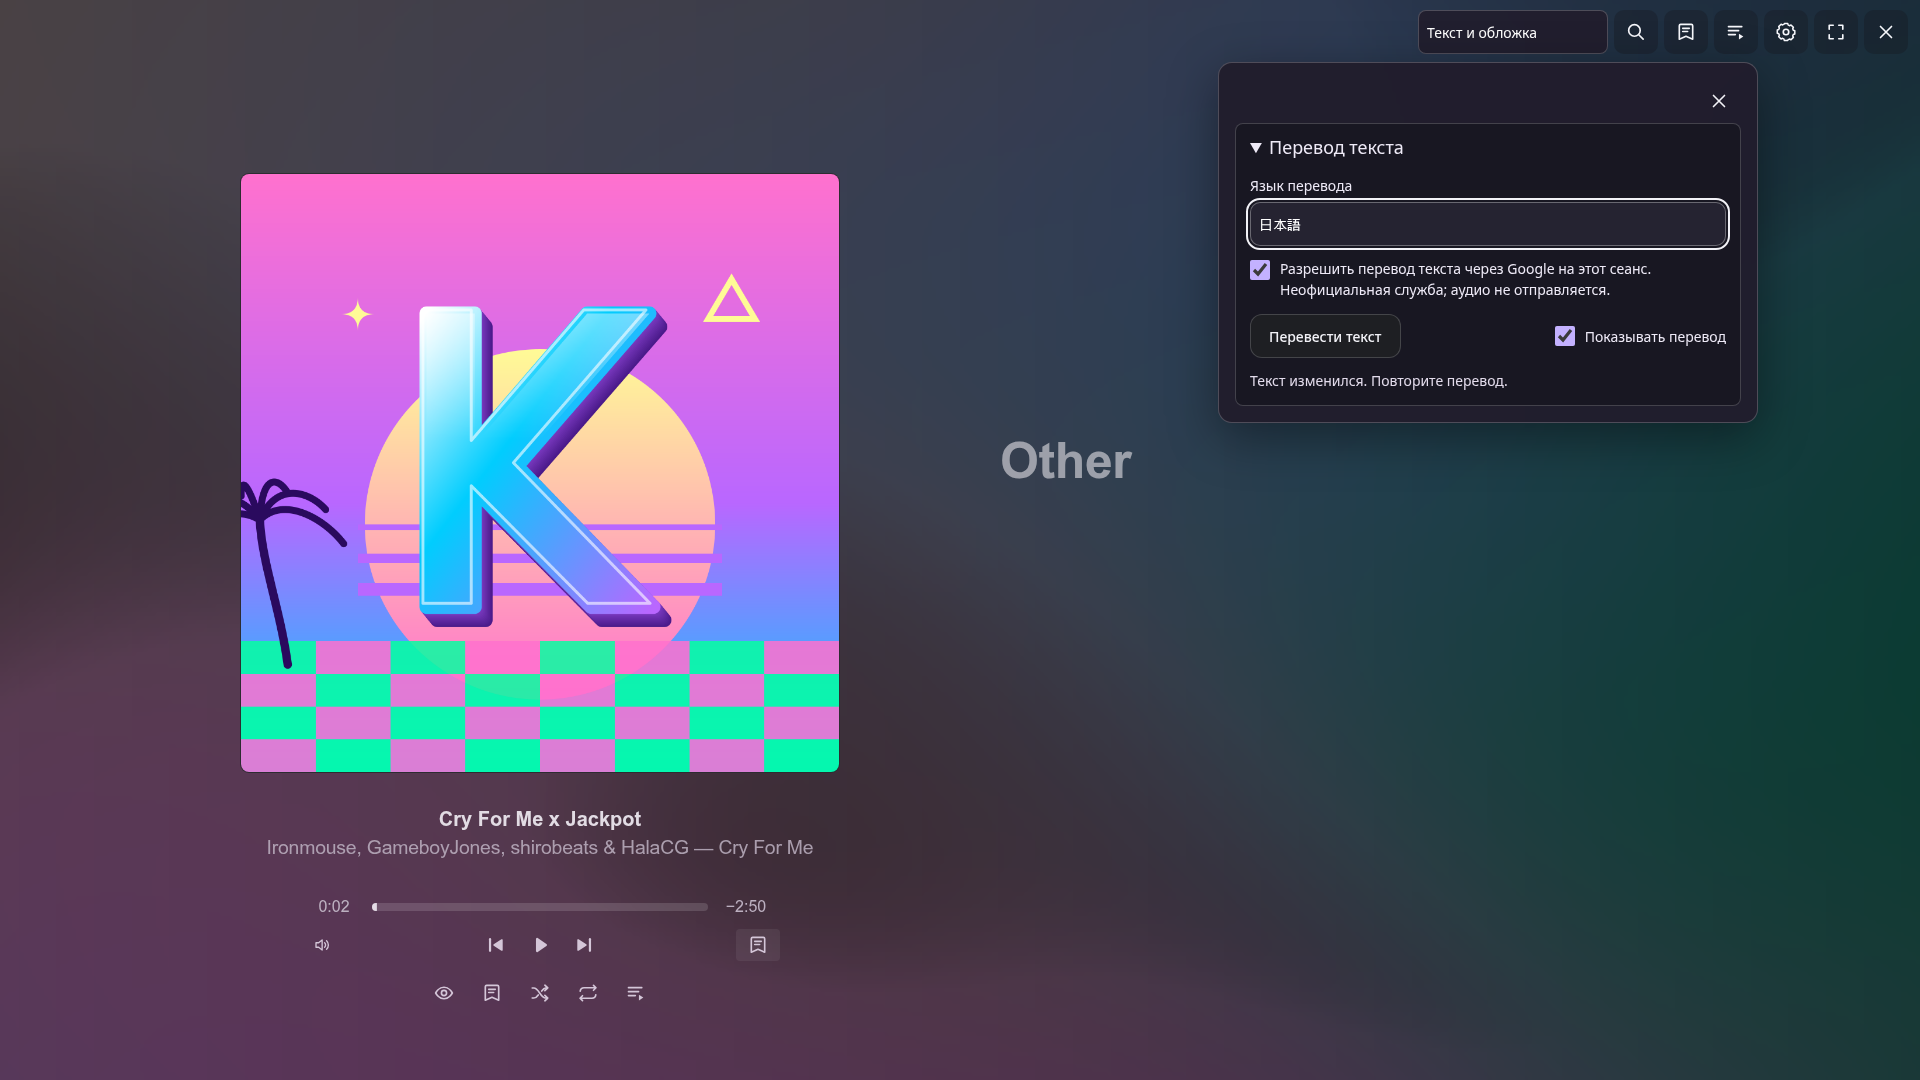 Текст и обложка
Перевод текста
Язык перевода
日本語
Разрешить перевод текста через Google на этот сеанс.
Неофициальная служба; аудио не отправляется.
Перевести текст
Показывать перевод
Текст изменился. Повторите перевод.
K
Other
Cry For Me x Jackpot
Ironmouse, GameboyJones, shirobeats & HalaCG — Cry For Me
0:02
−2:50